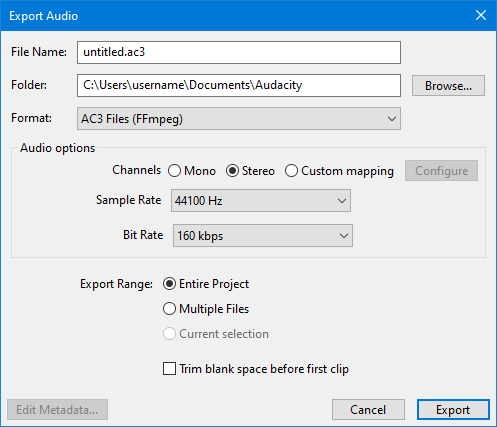 Export Audio
File Name: untitled.ac3
Folder: C:\Users\username\Documents\Audacity Browse...
Format: AC3 Files (FFmpeg)
Audio options
Channels Mono Stereo Custom mapping Configure
Sample Rate 44100 Hz
Bit Rate 160 kbps
Export Range: Entire Project
Multiple Files
Current selection
Trim blank space before first clip
Edit Metadata... Cancel Export